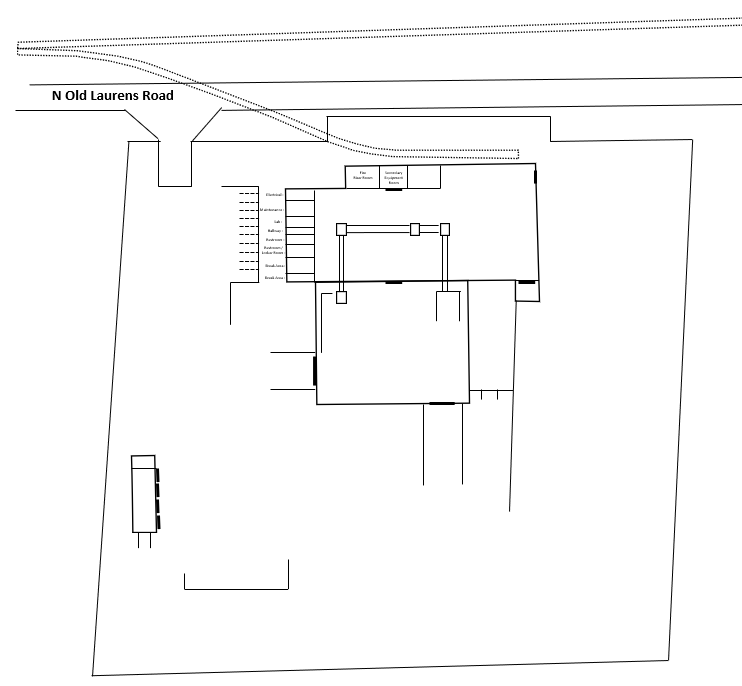 N Old Laurens Road
Fire
Riser Room
Secondary
Equipment
Room
Electrical
Maintenance
Lab
Hallway
Restroom
Restroom /
Locker Room
Break Area
Break Area